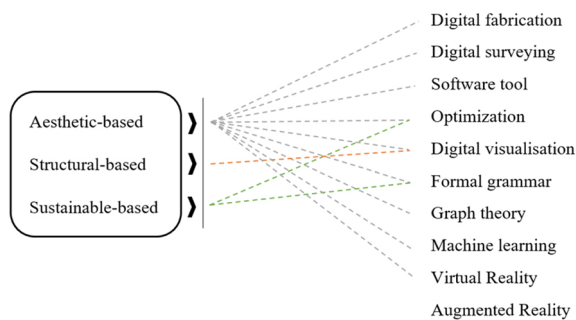 Aesthetic-based
Structural-based
Sustainable-based
Digital fabrication
Digital surveying
Software tool
Optimization
Digital visualisation
Formal grammar
Graph theory
Machine learning
Virtual Reality
Augmented Reality